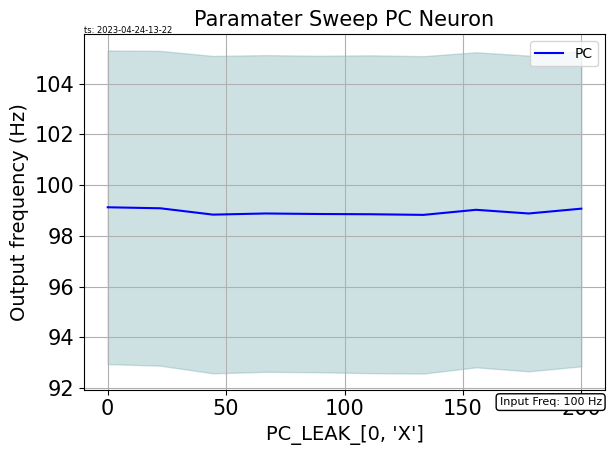 Paramater Sweep PC Neuron
ts: 2023-04-24-13-22
PC
104
102
100
98
96
94
92
Output frequency (Hz)
0 50 100 150 200
Input Freq: 100 Hz
PC_LEAK_[0, 'X']